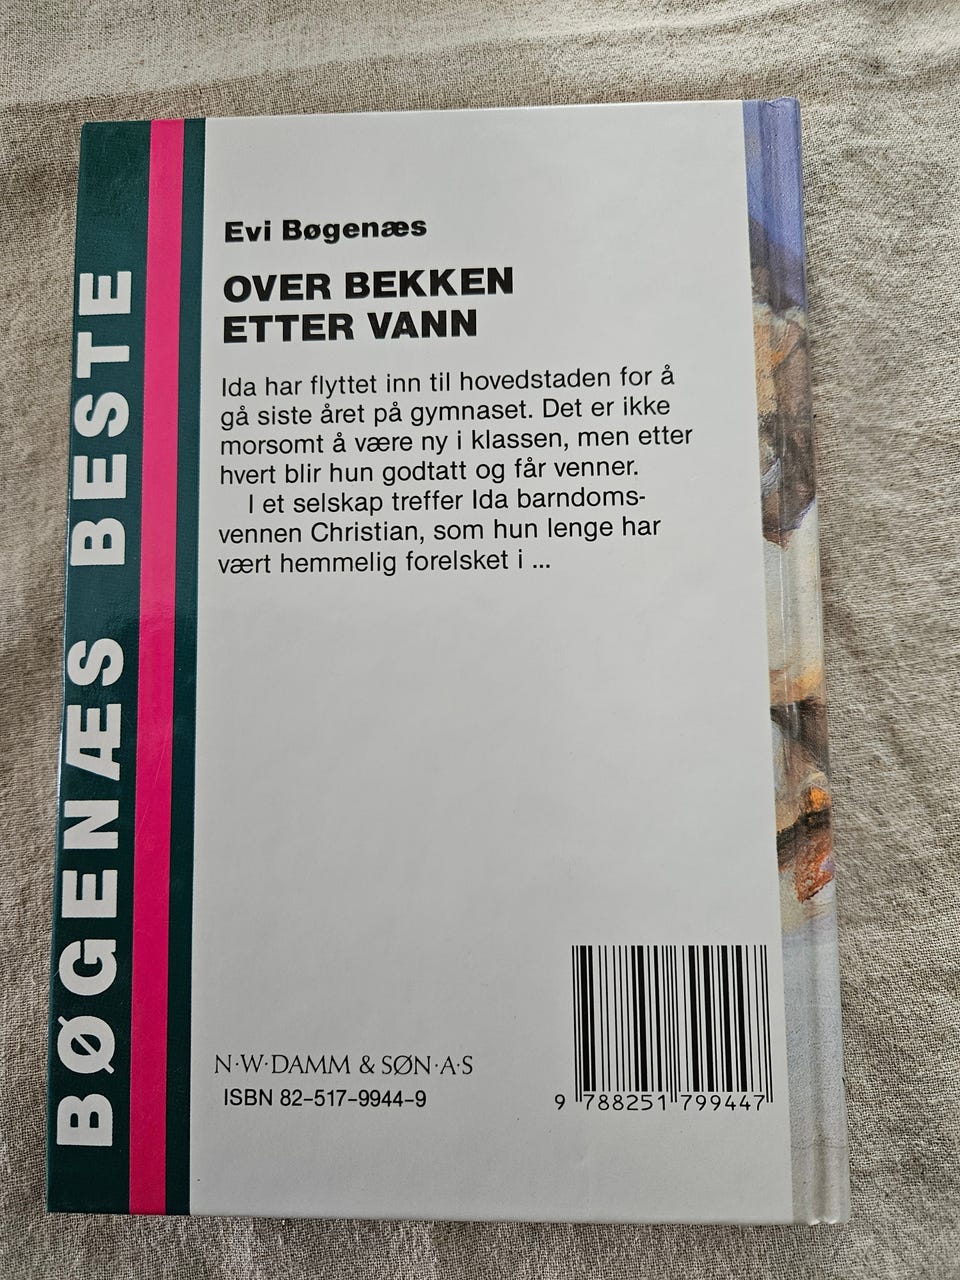 BØGENÆS BESTE
Evi Bøgenæs
OVER BEKKEN
ETTER VANN
Ida har flyttet inn til hovedstaden for å
gå siste året på gymnaset. Det er ikke
morsomt å være ny i klassen, men etter
hvert blir hun godtatt og får venner.
I et selskap treffer Ida barndoms-
vennen Christian, som hun lenge har
vært hemmelig forelsket i ...
N·W·DAMM & SØN·A·S
ISBN 82-517-9944-9
9 788251 799447